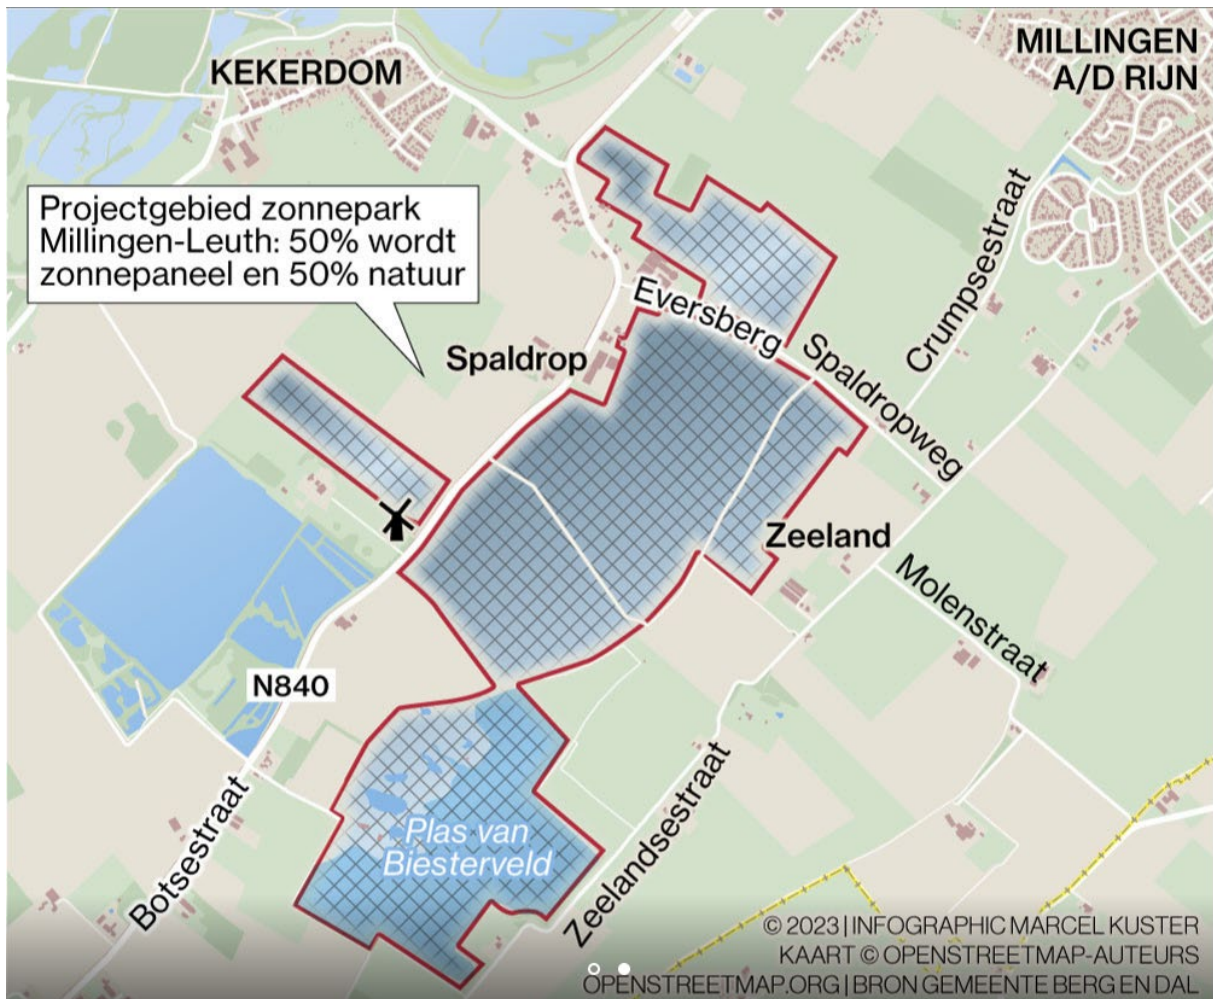 KEKERDOM
MILLINGEN
A/D RIJN
Projectgebied zonnepark
Millingen-Leuth: 50% wordt
zonnepaneel en 50% natuur
Crumpsestraat
Eversberg
Spaldrop
Spaldropweg
Zeeland
Molenstraat
N840
Plas van
Biesterveld
Botsestraat
Zeelandsestraat
© 2023 | INFOGRAPHIC MARCEL KUSTER
KAART © OPENSTREETMAP-AUTEURS
OPENSTREETMAP.ORG | BRON GEMEENTE BERG EN DAL